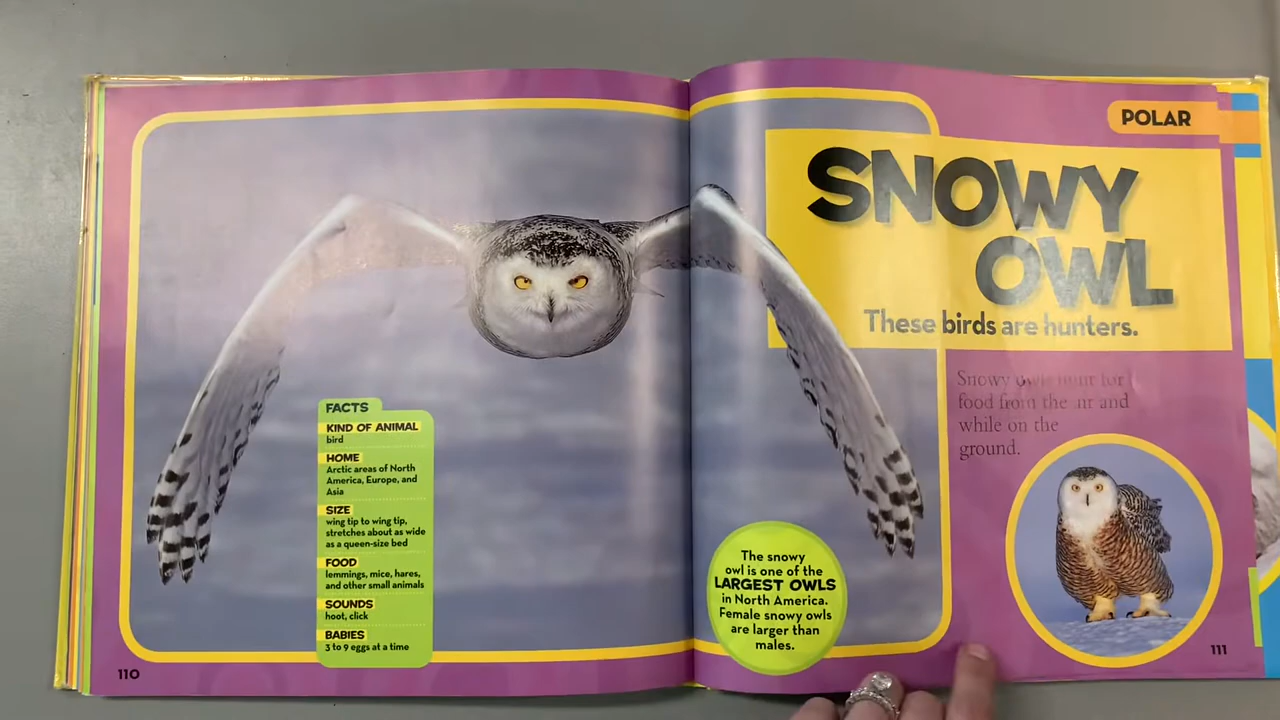 POLAR
SNOWY
OWL
These birds are hunters.
Snowy owls hunt for
food from the air and
while on the
ground.
FACTS
KIND OF ANIMAL
bird
HOME
Arctic areas of North
America, Europe, and
Asia
SIZE
wing tip to wing tip,
stretches about as wide
as a queen-size bed
FOOD
lemmings, mice, hares,
and other small animals
SOUNDS
hoot, click
BABIES
3 to 9 eggs at a time
The snowy
owl is one of the
LARGEST OWLS
in North America.
Female snowy owls
are larger than
males.
110
111